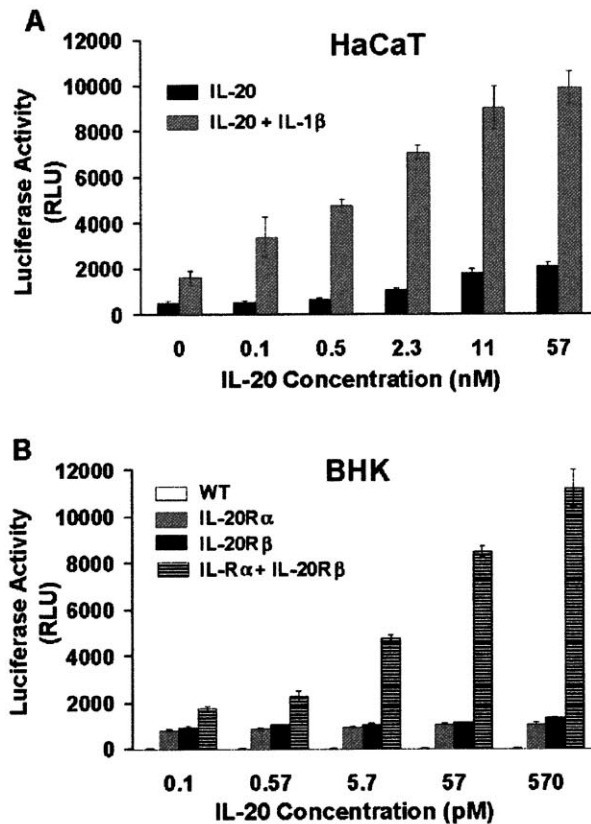 A
HaCaT
12000
10000
8000
6000
4000
2000
0
Luciferase Activity
(RLU)
IL-20
IL-20 + IL-1β
0 0.1 0.5 2.3 11 57
IL-20 Concentration (nM)
B
BHK
12000
10000
8000
6000
4000
2000
0
Luciferase Activity
(RLU)
WT
IL-20Rα
IL-20Rβ
IL-Rα + IL-20Rβ
0.1 0.57 5.7 57 570
IL-20 Concentration (pM)